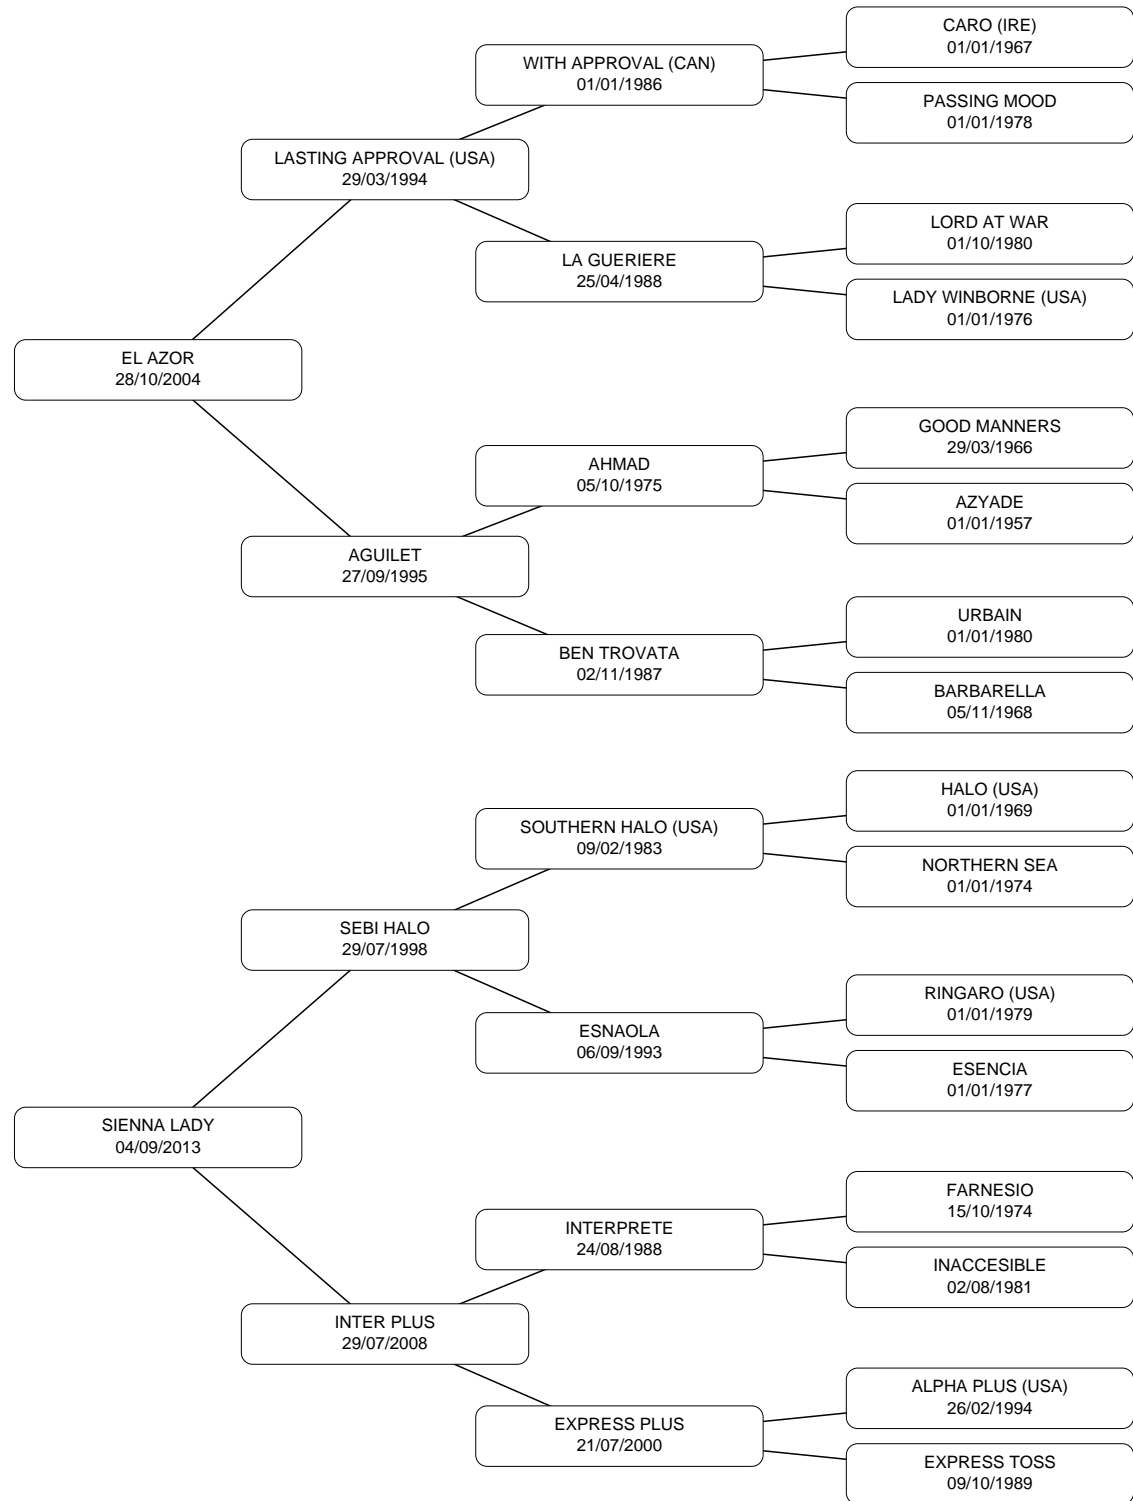 CARO (IRE)
01/01/1967
WITH APPROVAL (CAN)
01/01/1986
PASSING MOOD
01/01/1978
LASTING APPROVAL (USA)
29/03/1994
LORD AT WAR
01/10/1980
LA GUERIERE
25/04/1988
LADY WINBORNE (USA)
01/01/1976
EL AZOR
28/10/2004
GOOD MANNERS
29/03/1966
AHMAD
05/10/1975
AZYADE
01/01/1957
AGUILET
27/09/1995
URBAIN
01/01/1980
BEN TROVATA
02/11/1987
BARBARELLA
05/11/1968
HALO (USA)
01/01/1969
SOUTHERN HALO (USA)
09/02/1983
NORTHERN SEA
01/01/1974
SEBI HALO
29/07/1998
RINGARO (USA)
01/01/1979
ESNAOLA
06/09/1993
ESENCIA
01/01/1977
SIENNA LADY
04/09/2013
FARNESIO
15/10/1974
INTERPRETE
24/08/1988
INACCESIBLE
02/08/1981
INTER PLUS
29/07/2008
ALPHA PLUS (USA)
26/02/1994
EXPRESS PLUS
21/07/2000
EXPRESS TOSS
09/10/1989